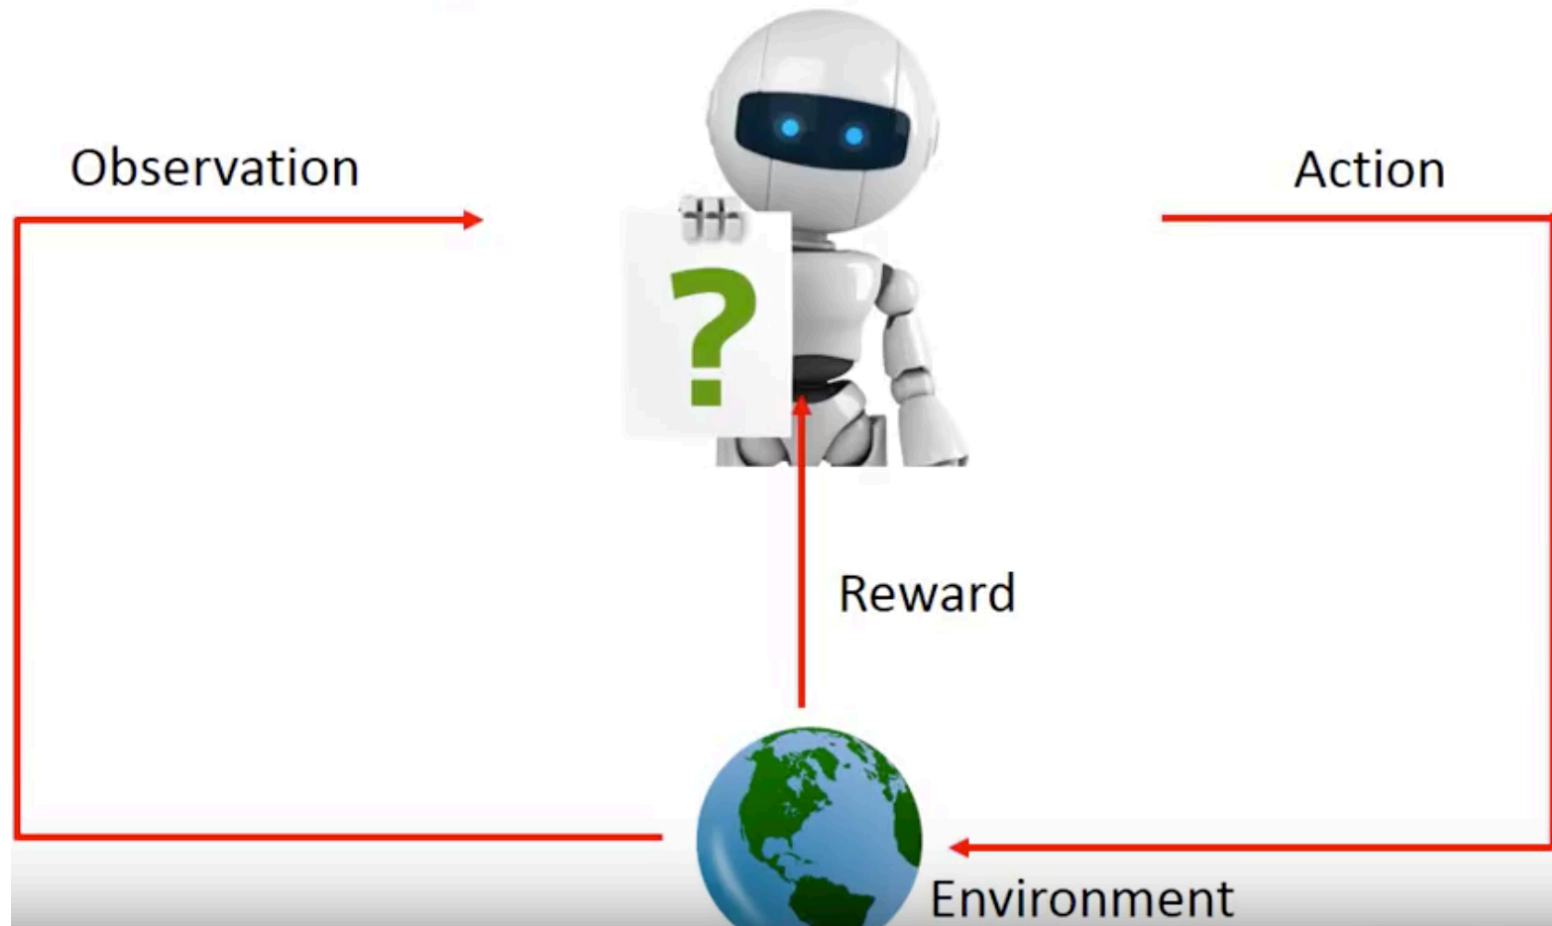 Observation
Action
?
Reward
Environment